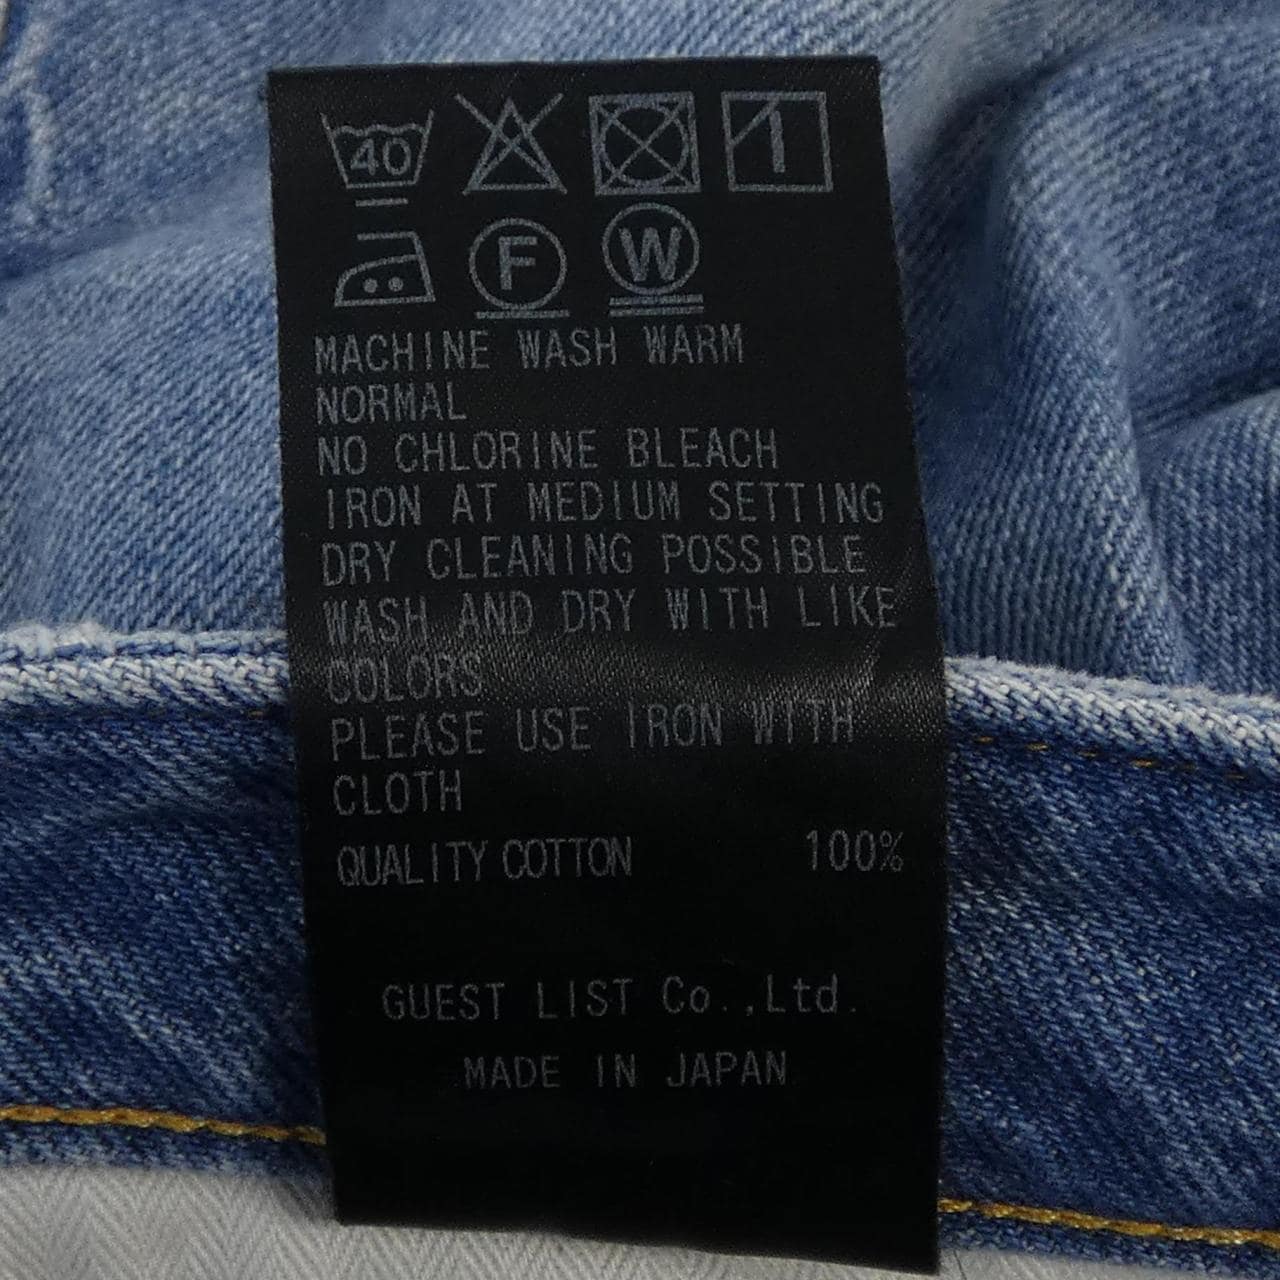 40
F W
MACHINE WASH WARM
NORMAL
NO CHLORINE BLEACH
IRON AT MEDIUM SETTING
DRY CLEANING POSSIBLE
WASH AND DRY WITH LIKE
COLORS
PLEASE USE IRON WITH
CLOTH
QUALITY COTTON 100%
GUEST LIST Co.,Ltd.
MADE IN JAPAN